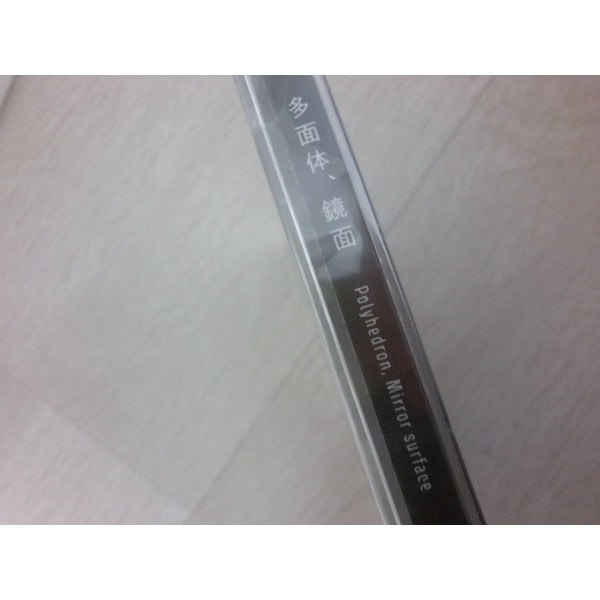 多面体、鏡面
Polyhedron, Mirror surface